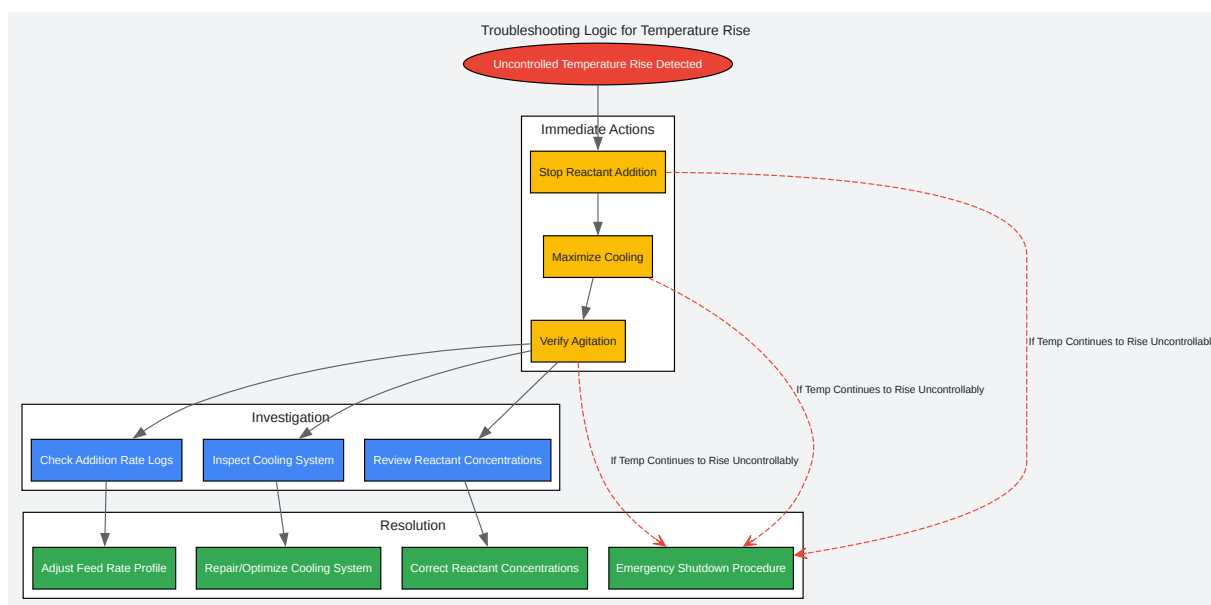 Troubleshooting Logic for Temperature Rise
Uncontrolled Temperature Rise Detected
Immediate Actions
Stop Reactant Addition
Maximize Cooling
Verify Agitation
If Temp Continues to Rise Uncontrollabl
If Temp Continues to Rise Uncontrollably
If Temp Continues to Rise Uncontrollably
Investigation
Check Addition Rate Logs
Inspect Cooling System
Review Reactant Concentrations
Resolution
Adjust Feed Rate Profile
Repair/Optimize Cooling System
Correct Reactant Concentrations
Emergency Shutdown Procedure